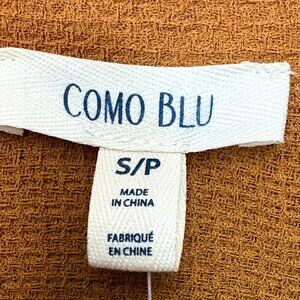 COMO BLU
S/P
MADE
IN CHINA
FABRIQUÉ
EN CHINE